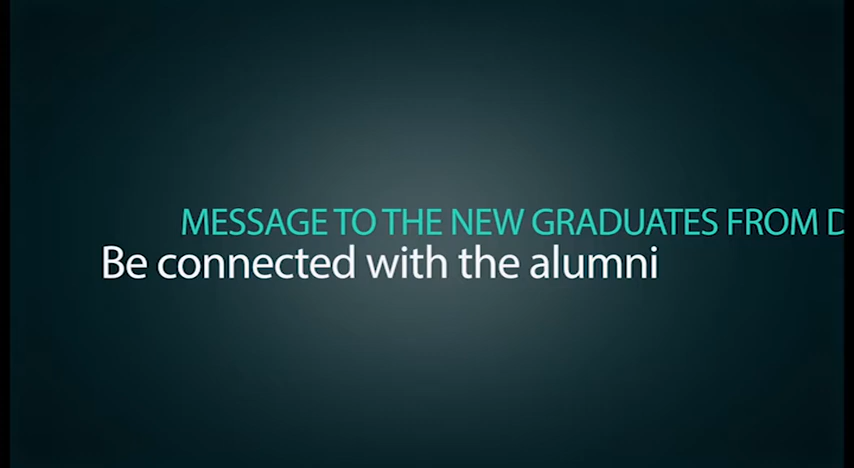 MESSAGE TO THE NEW GRADUATES FROM
Be connected with the alumni